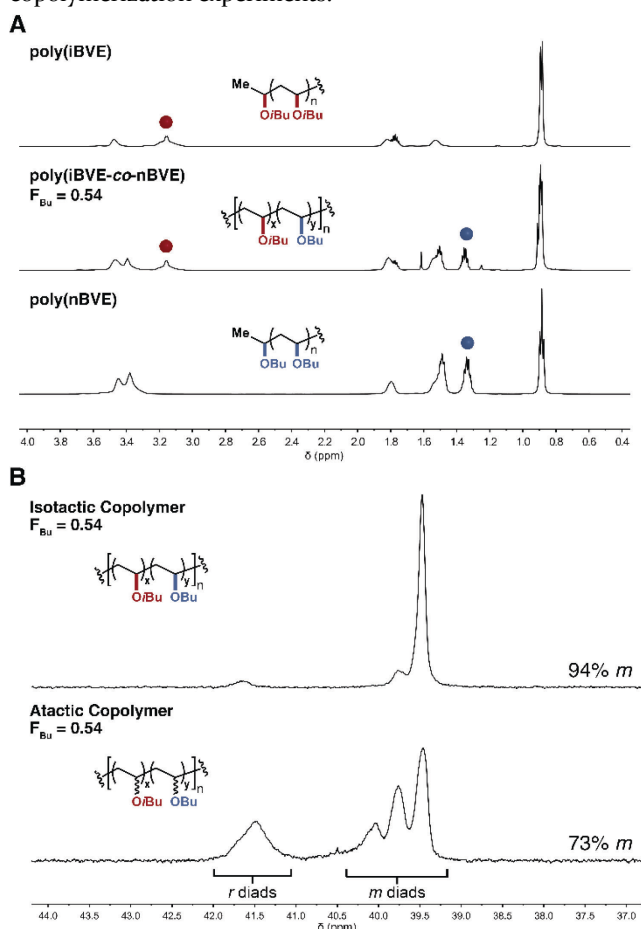 copolymerization experiments.
A
poly(iBVE)
Me
n
OiBu OiBu
poly(iBVE-co-nBVE)
F_Bu = 0.54
x y n
OiBu OBu
poly(nBVE)
Me
n
OBu OBu
4.0 3.8 3.6 3.4 3.2 3.0 2.8 2.6 2.4 2.2 2.0 1.8 1.6 1.4 1.2 1.0 0.8 0.6 0.4
δ (ppm)
B
Isotactic Copolymer
F_Bu = 0.54
x y n
OiBu OBu
94% m
Atactic Copolymer
F_Bu = 0.54
x y n
OiBu OBu
73% m
r diads m diads
44.0 43.5 43.0 42.5 42.0 41.5 41.0 40.5 40.0 39.5 39.0 38.5 38.0 37.5 37.0
δ (ppm)